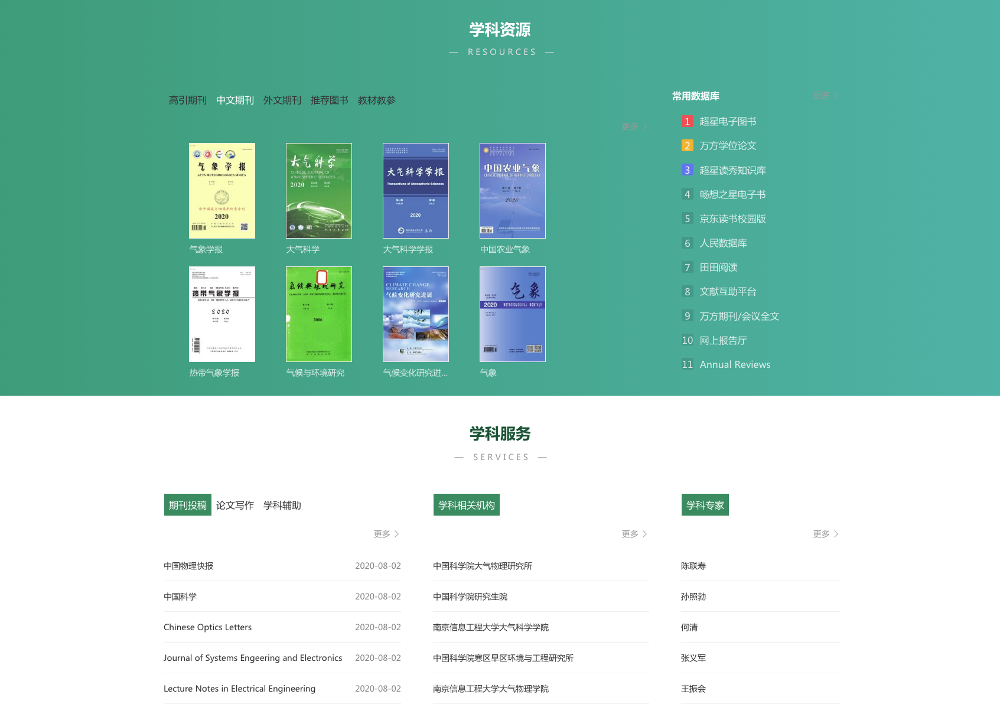 学科资源
— RESOURCES —
高引期刊 中文期刊 外文期刊 推荐图书 教材教参
更多
气象学报
ACTA METEOROLOGICA SINICA
新中国成立70周年纪念专刊
2020
气象学报
大气科学
CHINESE JOURNAL OF
ATMOSPHERIC SCIENCES
2020
大气科学
大气科学学报
Transactions of Atmospheric Sciences
2020
大气科学学报
中国农业气象
CHINESE JOURNAL OF AGROMETEOROLOGY
2020
中国农业气象
热带气象学报
JOURNAL OF TROPICAL METEOROLOGY
2020
热带气象学报
气候与环境研究
CLIMATIC AND ENVIRONMENTAL RESEARCH
2006
气候与环境研究
CLIMATE CHANGE
RESEARCH
气候变化研究进展
2020
气候变化研究进...
气象
2020 METEOROLOGICAL MONTHLY
气象
常用数据库 更多
1 超星电子图书
2 万方学位论文
3 超星读秀知识库
4 畅想之星电子书
5 京东读书校园版
6 人民数据库
7 田田阅读
8 文献互助平台
9 万方期刊/会议全文
10 网上报告厅
11 Annual Reviews
学科服务
— SERVICES —
期刊投稿 论文写作 学科辅助
更多
中国物理快报 2020-08-02
中国科学 2020-08-02
Chinese Optics Letters 2020-08-02
Journal of Systems Engeering and Electronics 2020-08-02
Lecture Notes in Electrical Engineering 2020-08-02
学科相关机构
更多
中国科学院大气物理研究所
中国科学院研究生院
南京信息工程大学大气科学学院
中国科学院寒区旱区环境与工程研究所
南京信息工程大学大气物理学院
学科专家
更多
陈联寿
孙照勃
何清
张义军
王振会